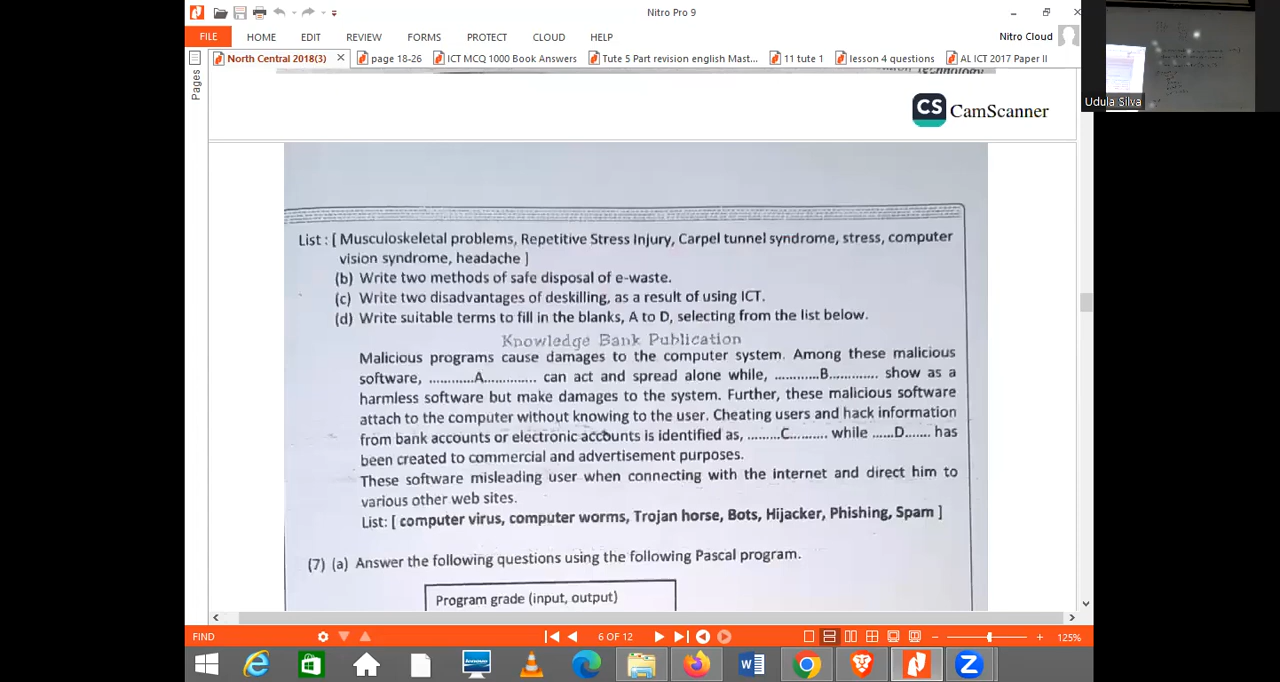 Nitro Pro 9
FILE HOME EDIT REVIEW FORMS PROTECT CLOUD HELP
Nitro Cloud
North Central 2018(3) page 18-26 ICT MCQ 1000 Book Answers Tute 5 Part revision english Mast... 11 tute 1 lesson 4 questions AL ICT 2017 Paper II
Pages
Udula Silva
Technology
CS CamScanner
List : [ Musculoskeletal problems, Repetitive Stress Injury, Carpel tunnel syndrome, stress, computer
vision syndrome, headache ]
(b) Write two methods of safe disposal of e-waste.
(c) Write two disadvantages of deskilling, as a result of using ICT.
(d) Write suitable terms to fill in the blanks, A to D, selecting from the list below.
Knowledge Bank Publication
Malicious programs cause damages to the computer system. Among these malicious
software, ............A............. can act and spread alone while, ...........B............ show as a
harmless software but make damages to the system. Further, these malicious software
attach to the computer without knowing to the user. Cheating users and hack information
from bank accounts or electronic accounts is identified as, .........C.......... while ......D....... has
been created to commercial and advertisement purposes.
These software misleading user when connecting with the internet and direct him to
various other web sites.
List: [ computer virus, computer worms, Trojan horse, Bots, Hijacker, Phishing, Spam ]
(7) (a) Answer the following questions using the following Pascal program.
Program grade (input, output)
FIND
6 OF 12
125%